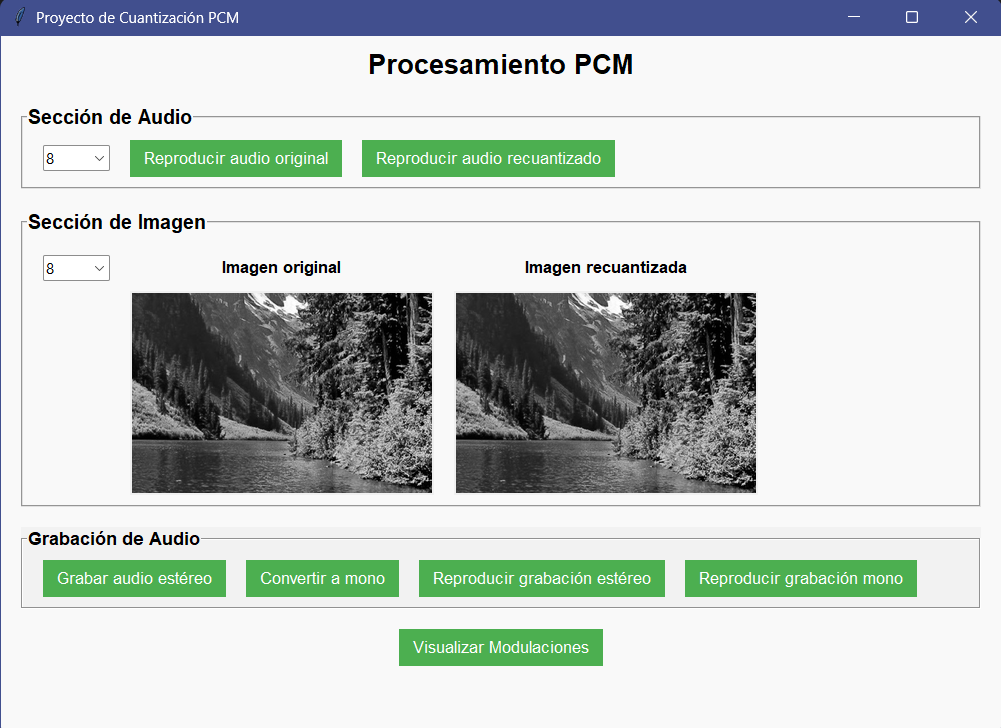 Proyecto de Cuantización PCM
Procesamiento PCM
Sección de Audio
8
Reproducir audio original
Reproducir audio recuantizado
Sección de Imagen
8
Imagen original
Imagen recuantizada
Grabación de Audio
Grabar audio estéreo
Convertir a mono
Reproducir grabación estéreo
Reproducir grabación mono
Visualizar Modulaciones